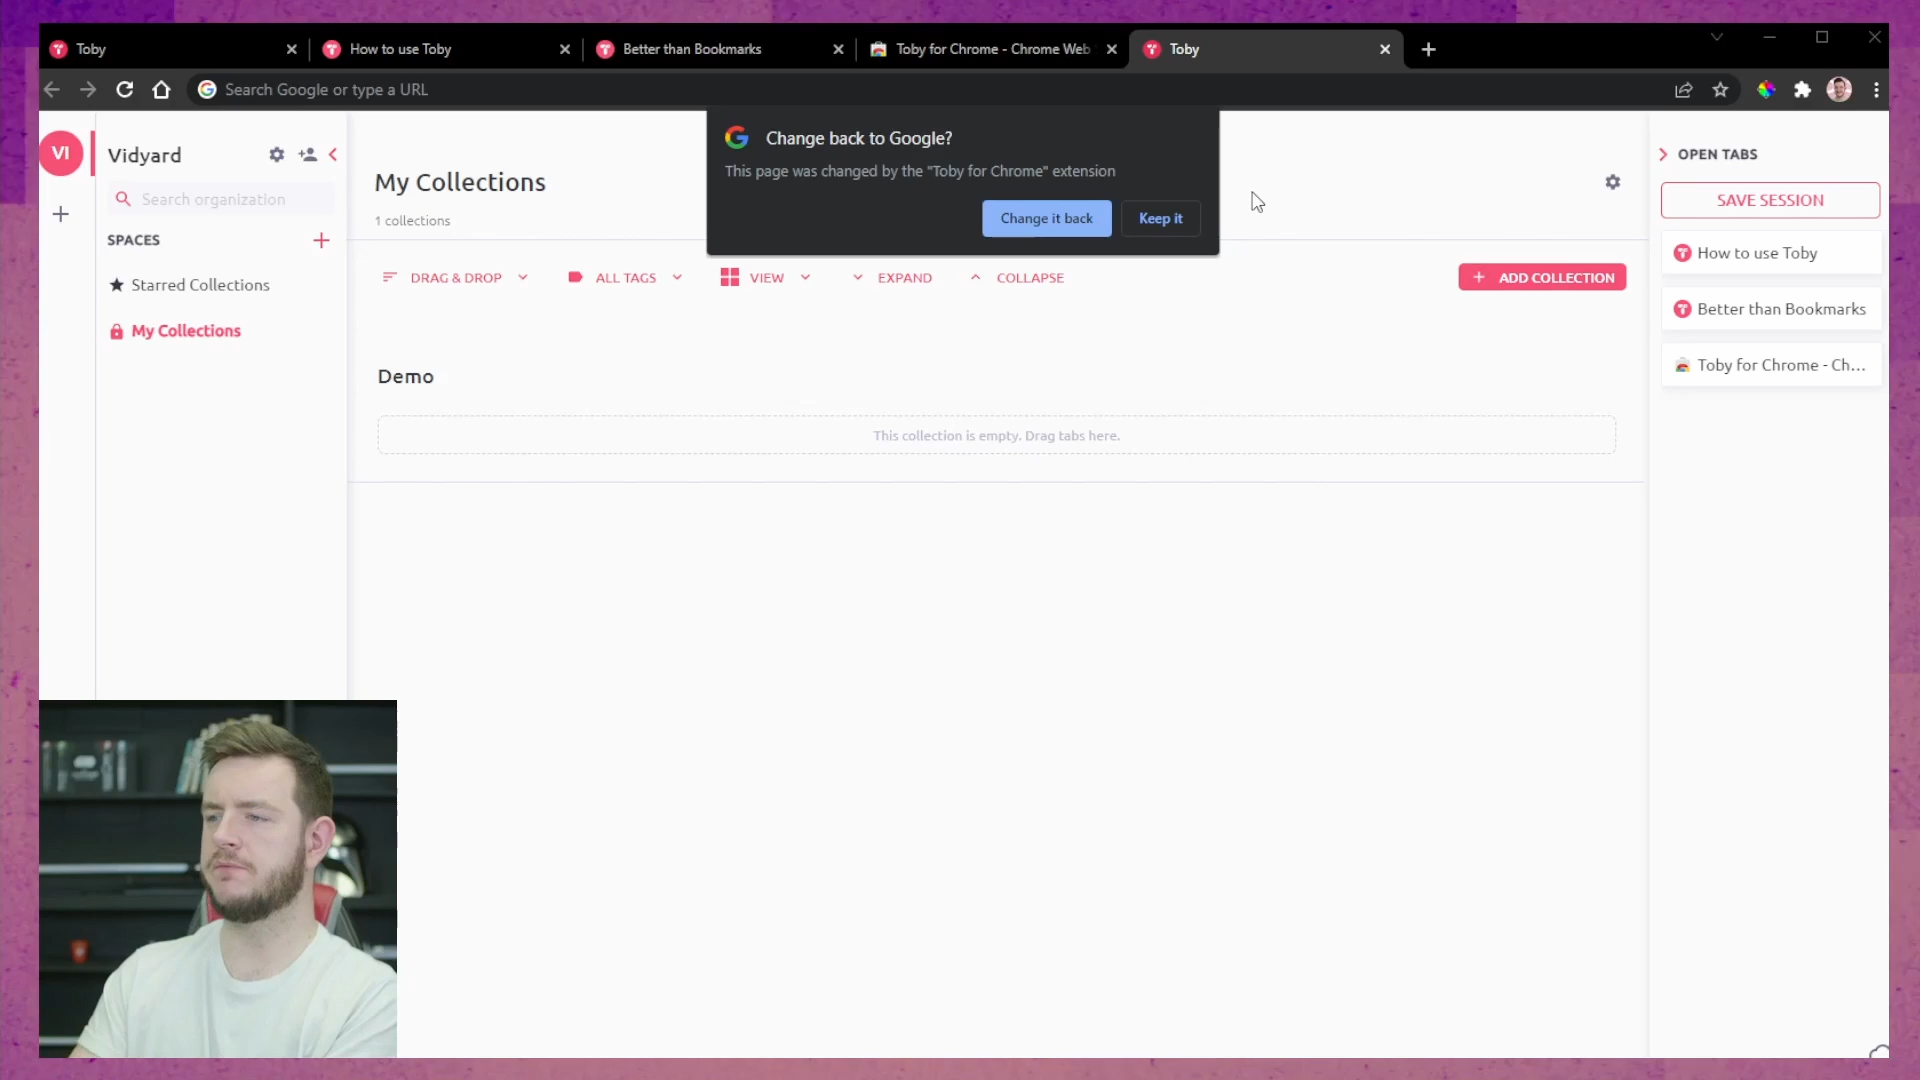 Toby
How to use Toby
Better than Bookmarks
Toby for Chrome - Chrome Web
Toby
Search Google or type a URL
VI
Vidyard
Search organization
SPACES
Starred Collections
My Collections
My Collections
1 collections
Change back to Google?
This page was changed by the "Toby for Chrome" extension
Change it back
Keep it
DRAG & DROP
ALL TAGS
VIEW
EXPAND
COLLAPSE
ADD COLLECTION
Demo
This collection is empty. Drag tabs here.
OPEN TABS
SAVE SESSION
How to use Toby
Better than Bookmarks
Toby for Chrome - Ch...